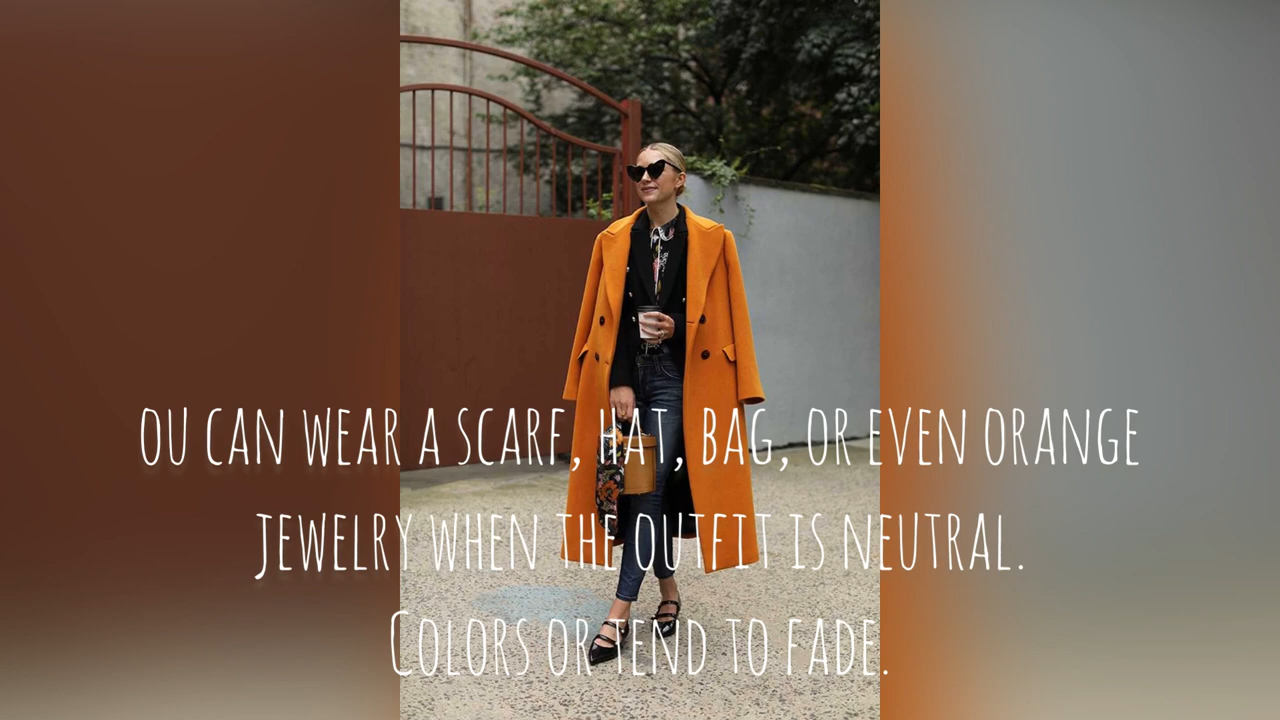 OU CAN WEAR A SCARF, HAT, BAG, OR EVEN ORANGE
JEWELRY WHEN THE OUTFIT IS NEUTRAL.
COLORS OR TEND TO FADE.